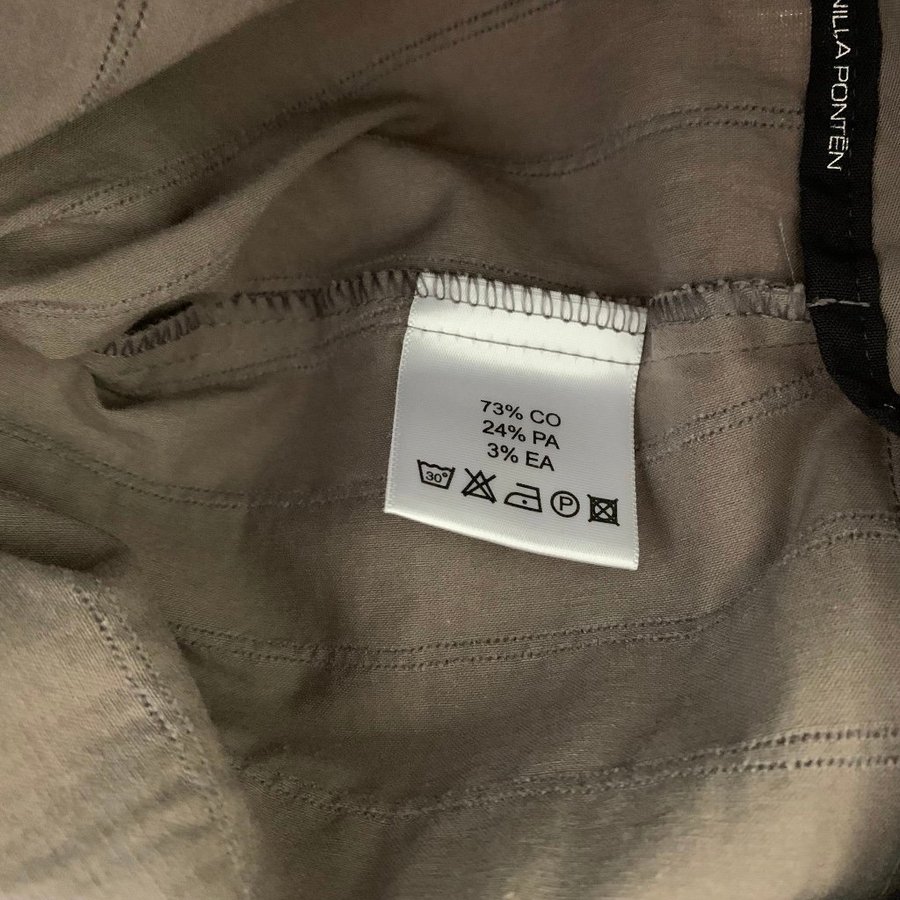 NILLA PONTÉN
73% CO
24% PA
3% EA
30°
P